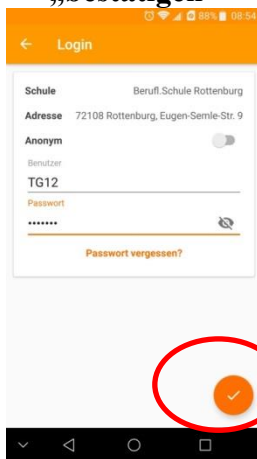 „bestätigen
88% 08:54
Login
Schule Berufl.Schule Rottenburg
Adresse 72108 Rottenburg, Eugen-Semle-Str. 9
Anonym
Benutzer
TG12
Passwort
•••••••
Passwort vergessen?